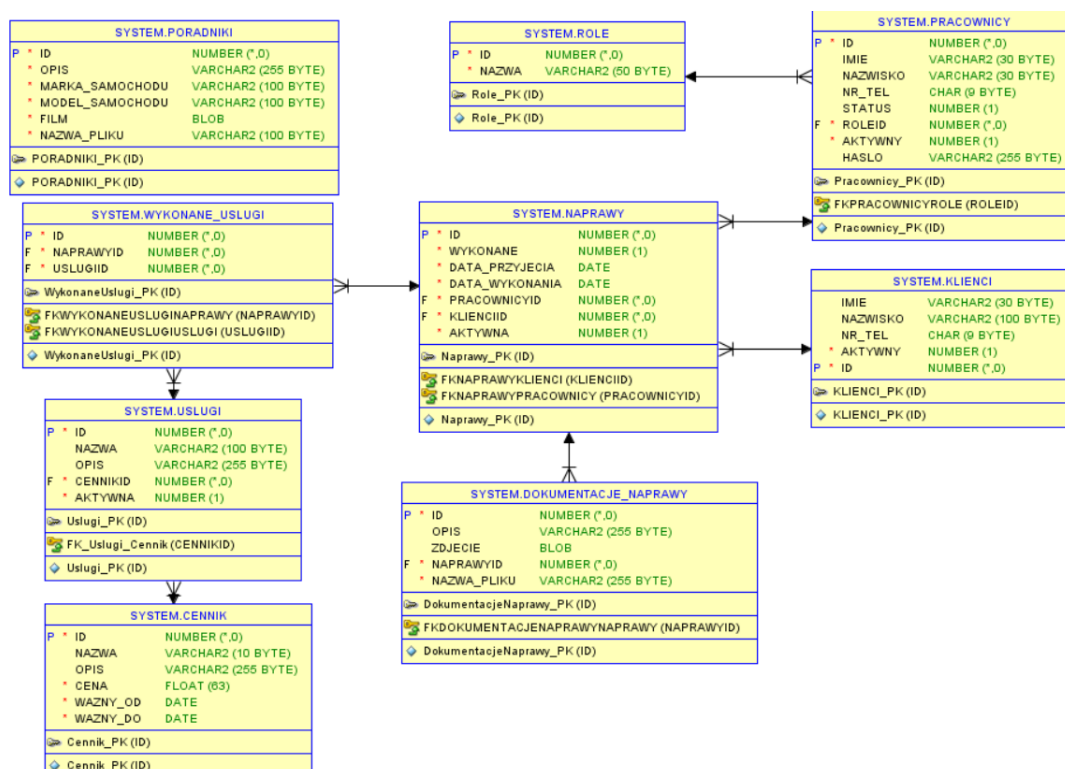 SYSTEM.PORADNIKI
P * ID NUMBER (*,0)
* OPIS VARCHAR2 (255 BYTE)
* MARKA_SAMOCHODU VARCHAR2 (100 BYTE)
* MODEL_SAMOCHODU VARCHAR2 (100 BYTE)
* FILM BLOB
* NAZWA_PLIKU VARCHAR2 (100 BYTE)
PORADNIKI_PK (ID)
PORADNIKI_PK (ID)
SYSTEM.ROLE
P * ID NUMBER (*,0)
* NAZWA VARCHAR2 (50 BYTE)
Role_PK (ID)
Role_PK (ID)
SYSTEM.PRACOWNICY
P * ID NUMBER (*,0)
IMIE VARCHAR2 (30 BYTE)
NAZWISKO VARCHAR2 (30 BYTE)
NR_TEL CHAR (9 BYTE)
STATUS NUMBER (1)
F * ROLEID NUMBER (*,0)
* AKTYWNY NUMBER (1)
HASLO VARCHAR2 (255 BYTE)
Pracownicy_PK (ID)
FKPRACOWNICYROLE (ROLEID)
Pracownicy_PK (ID)
SYSTEM.WYKONANE_USLUGI
P * ID NUMBER (*,0)
F * NAPRAWYID NUMBER (*,0)
F * USLUGIID NUMBER (*,0)
WykonaneUslugi_PK (ID)
FKWYKONANEUSLUGINAPRAWY (NAPRAWYID)
FKWYKONANEUSLUGIUSLUGI (USLUGIID)
WykonaneUslugi_PK (ID)
SYSTEM.NAPRAWY
P * ID NUMBER (*,0)
* WYKONANE NUMBER (1)
* DATA_PRZYJECIA DATE
* DATA_WYKONANIA DATE
F * PRACOWNICYID NUMBER (*,0)
F * KLIENCIID NUMBER (*,0)
* AKTYWNA NUMBER (1)
Naprawy_PK (ID)
FKNAPRAWYKLIENCI (KLIENCIID)
FKNAPRAWYPRACOWNICY (PRACOWNICYID)
Naprawy_PK (ID)
SYSTEM.KLIENCI
IMIE VARCHAR2 (30 BYTE)
NAZWISKO VARCHAR2 (100 BYTE)
NR_TEL CHAR (9 BYTE)
* AKTYWNY NUMBER (1)
P * ID NUMBER (*,0)
KLIENCI_PK (ID)
KLIENCI_PK (ID)
SYSTEM.USLUGI
P * ID NUMBER (*,0)
NAZWA VARCHAR2 (100 BYTE)
OPIS VARCHAR2 (255 BYTE)
F * CENNIKID NUMBER (*,0)
* AKTYWNA NUMBER (1)
Uslugi_PK (ID)
FK_Uslugi_Cennik (CENNIKID)
Uslugi_PK (ID)
SYSTEM.DOKUMENTACJE_NAPRAWY
P * ID NUMBER (*,0)
OPIS VARCHAR2 (255 BYTE)
ZDJECIE BLOB
F * NAPRAWYID NUMBER (*,0)
* NAZWA_PLIKU VARCHAR2 (255 BYTE)
DokumentacjeNaprawy_PK (ID)
FKDOKUMENTACJENAPRAWYNAPRAWY (NAPRAWYID)
DokumentacjeNaprawy_PK (ID)
SYSTEM.CENNIK
P * ID NUMBER (*,0)
NAZWA VARCHAR2 (10 BYTE)
OPIS VARCHAR2 (255 BYTE)
* CENA FLOAT (63)
* WAZNY_OD DATE
* WAZNY_DO DATE
Cennik_PK (ID)
Cennik_PK (ID)